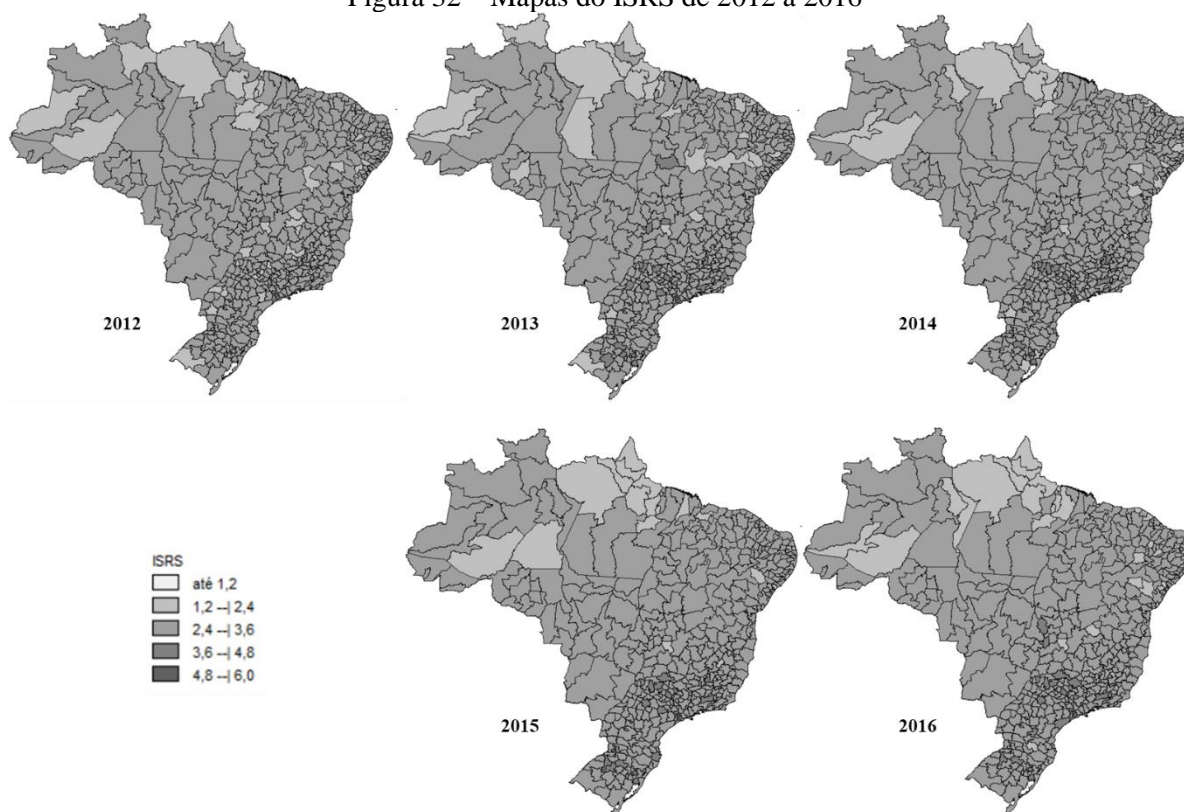 Figura 32 – Mapas do ISRS de 2012 a 2016
2012
2013
2014
2015
2016
ISRS
até 1,2
1,2 --| 2,4
2,4 --| 3,6
3,6 --| 4,8
4,8 --| 6,0